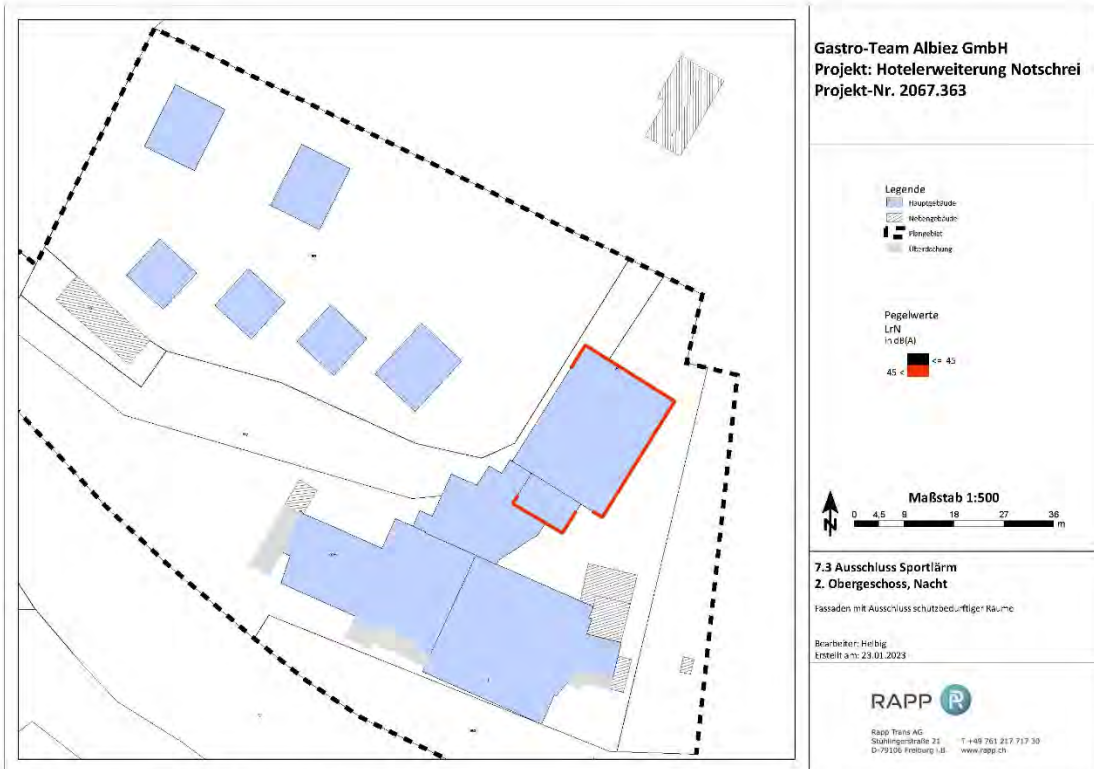 Gastro-Team Albiez GmbH
Projekt: Hotelerweiterung Notschrei
Projekt-Nr. 2067.363
Legende
Hauptgebäude
Nebengebäude
Plangebiet
Überdachung
Pegelwerte
LrN
in dB(A)
<= 45
45 <
Maßstab 1:500
N
0 4,5 9 18 27 36
m
7.3 Ausschluss Sportlärm
2. Obergeschoss, Nacht
Fassaden mit Ausschluss schutzbedürftiger Räume
Bearbeiter: Helbig
Erstellt am: 23.01.2023
RAPP
Rapp Trans AG
Stühlingerstraße 21 T +49 761 217 717 30
D-79106 Freiburg i.B. www.rapp.ch